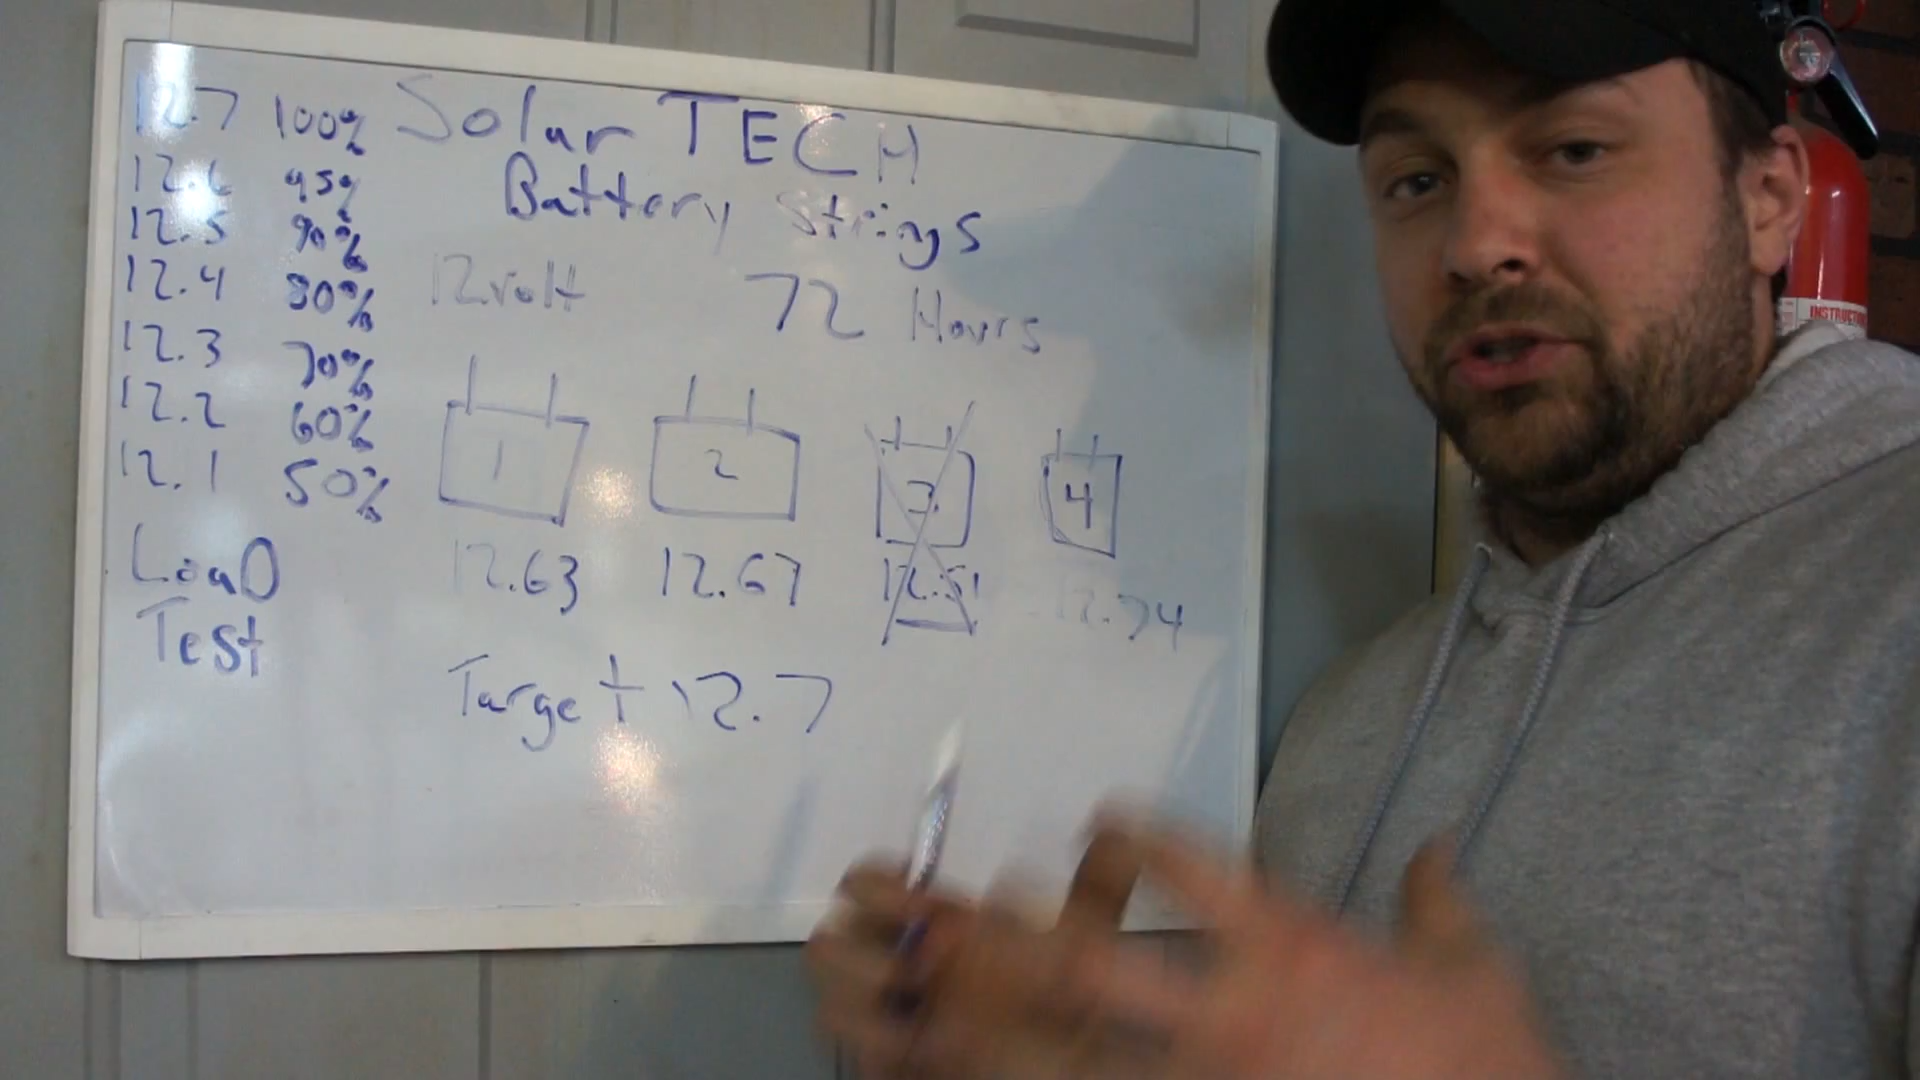 Solar TECH
Battery Strings
12volt 72 Hours
12.7 100%
12.6 95%
12.5 90%
12.4 80%
12.3 70%
12.2 60%
12.1 50%
Load
Test
1 2 3 4
12.63 12.67 12.51 12.74
Target 12.7